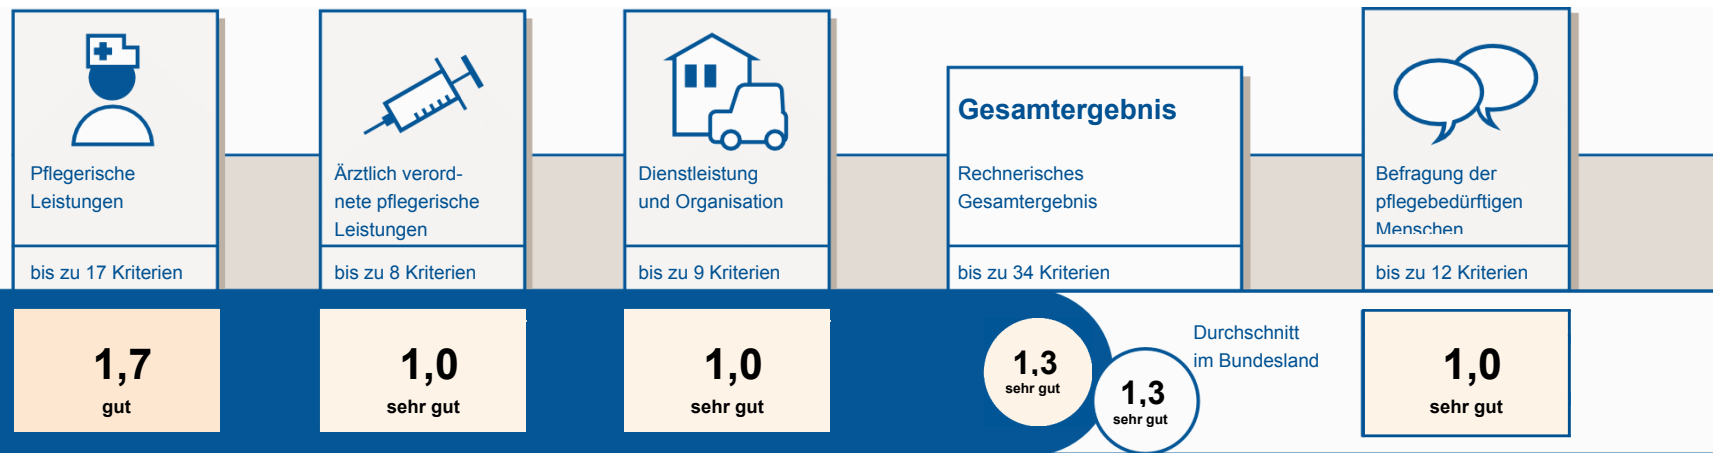 Pflegerische
Leistungen
bis zu 17 Kriterien
1,7
gut
Ärztlich verord-
nete pflegerische
Leistungen
bis zu 8 Kriterien
1,0
sehr gut
Dienstleistung
und Organisation
bis zu 9 Kriterien
1,0
sehr gut
Gesamtergebnis
Rechnerisches
Gesamtergebnis
bis zu 34 Kriterien
1,3
sehr gut
Durchschnitt
im Bundesland
1,3
sehr gut
Befragung der
pflegebedürftigen
Menschen
bis zu 12 Kriterien
1,0
sehr gut